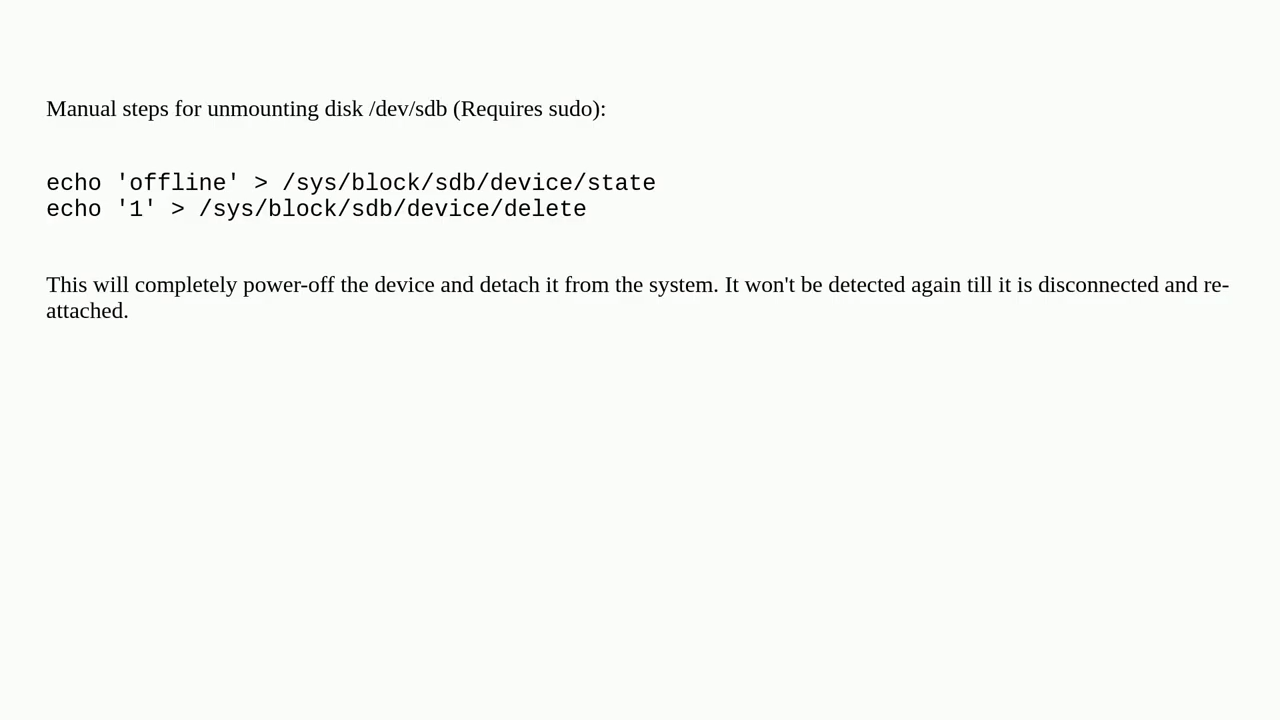 Manual steps for unmounting disk /dev/sdb (Requires sudo):
echo 'offline' > /sys/block/sdb/device/state
echo '1' > /sys/block/sdb/device/delete
This will completely power-off the device and detach it from the system. It won't be detected again till it is disconnected and re-
attached.